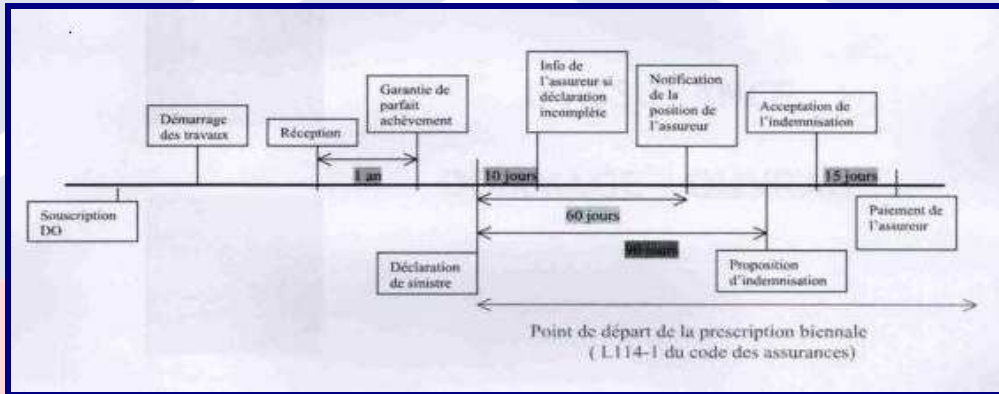 Info de
l'assureur si
déclaration
incomplète
Notification
de la
position de
l'assureur
Garantie de
parfait
achèvement
Acceptation de
l'indemnisation
Démarrage
des travaux
Réception
1 an
10 jours
15 jours
Souscription
DO
60 jours
Paiement de
l'assureur
90 jours
Déclaration
de sinistre
Proposition
d'indemnisation
Point de départ de la prescription biennale
( L114-1 du code des assurances)